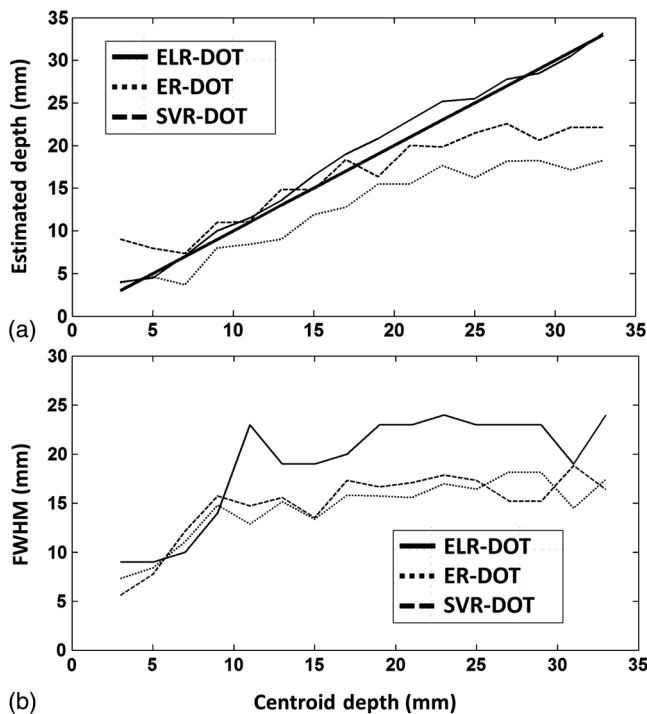 35
30
25
20
15
10
5
0
Estimated depth (mm)
ELR-DOT
ER-DOT
SVR-DOT
(a)
0 5 10 15 20 25 30 35
30
25
20
15
10
5
0
FWHM (mm)
ELR-DOT
ER-DOT
SVR-DOT
0 5 10 15 20 25 30 35
(b)
Centroid depth (mm)